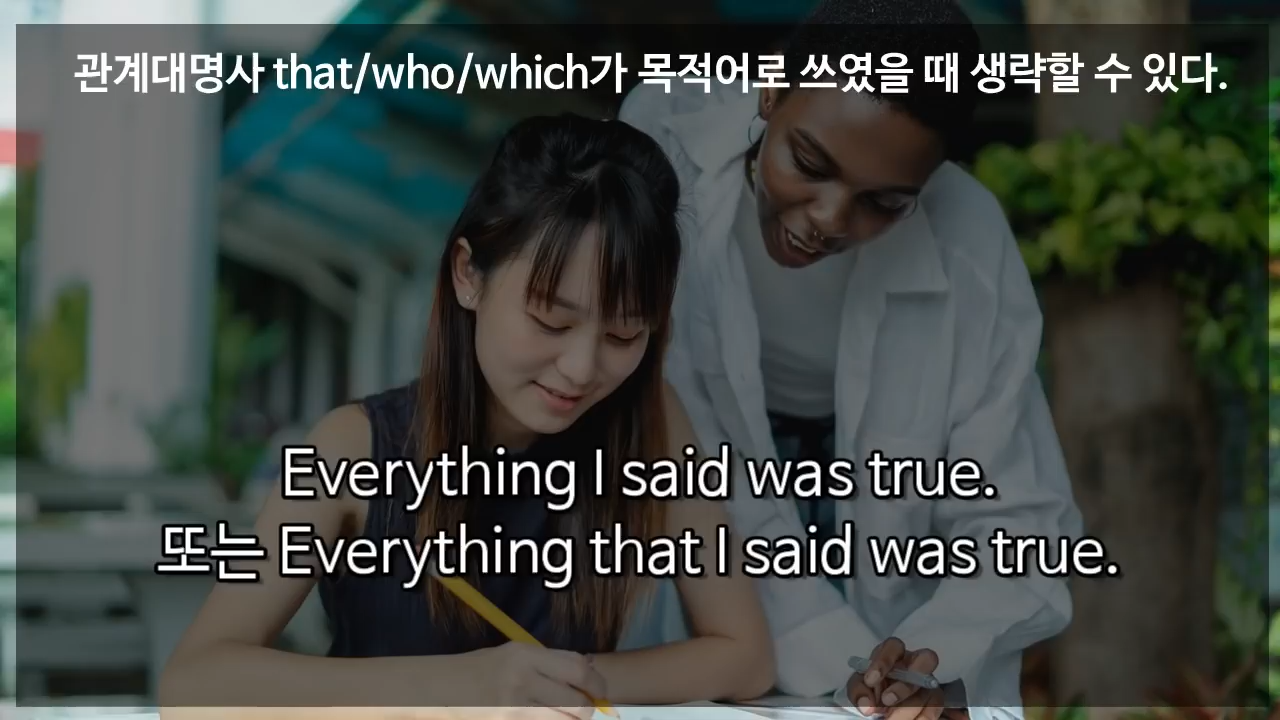 관계대명사 that/who/which가 목적어로 쓰였을 때 생략할 수 있다.
Everything I said was true.
또는 Everything that I said was true.